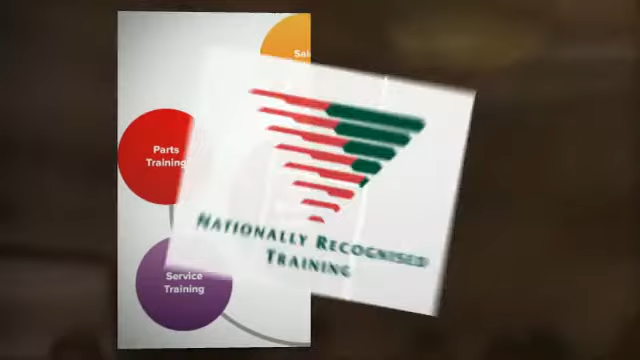 Parts
Training
NATIONALLY RECOGNISED
TRAINING
Service
Training